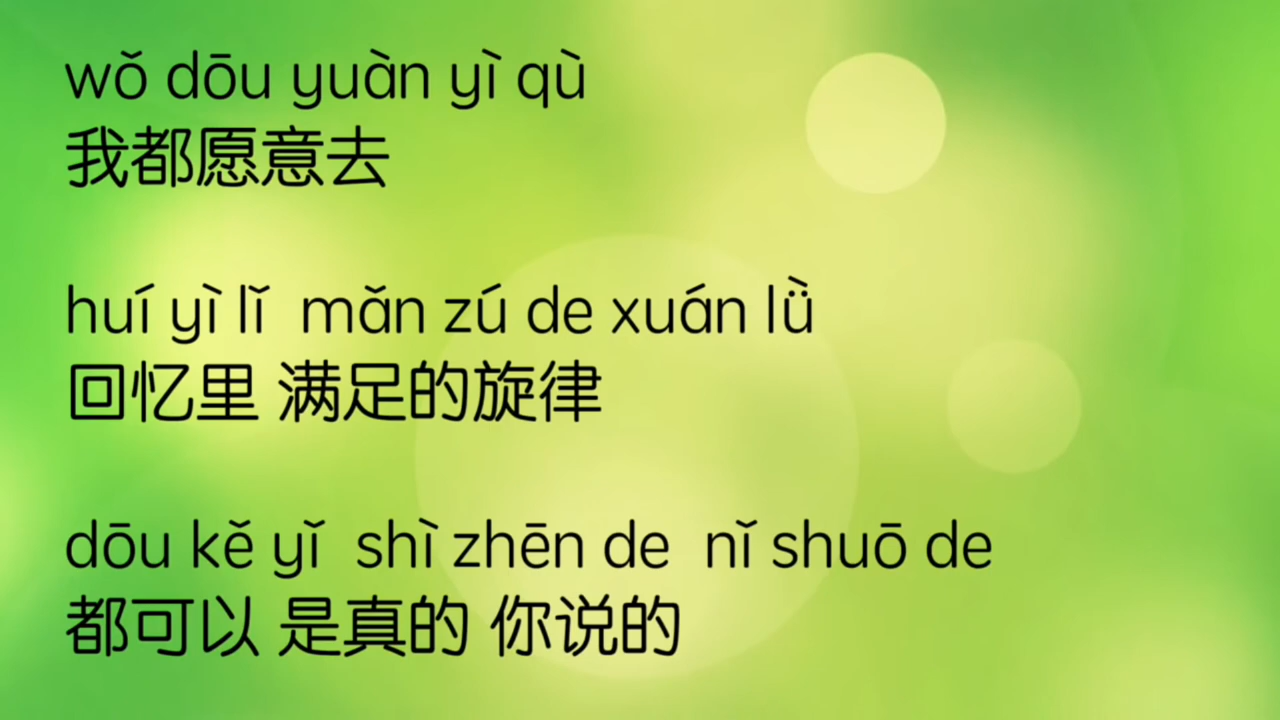 wǒ dōu yuàn yì qù
我都愿意去
huí yì lǐ  mǎn zú de xuán lǜ
回忆里 满足的旋律
dōu kě yǐ  shì zhēn de  nǐ shuō de
都可以 是真的 你说的